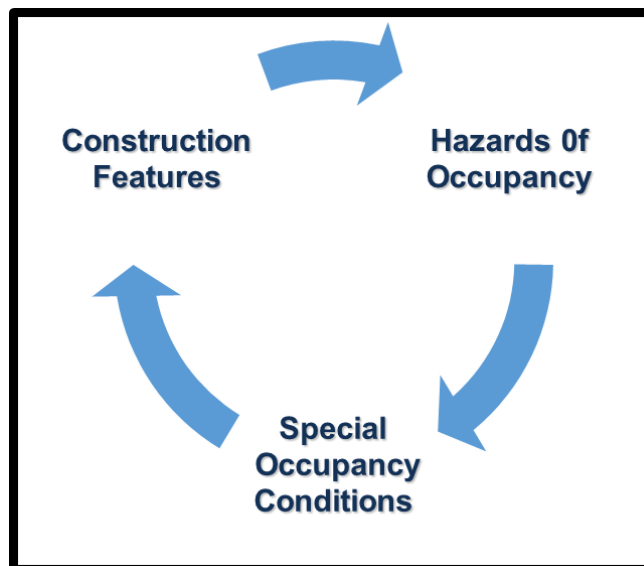 Construction
Features
Hazards 0f
Occupancy
Special
Occupancy
Conditions